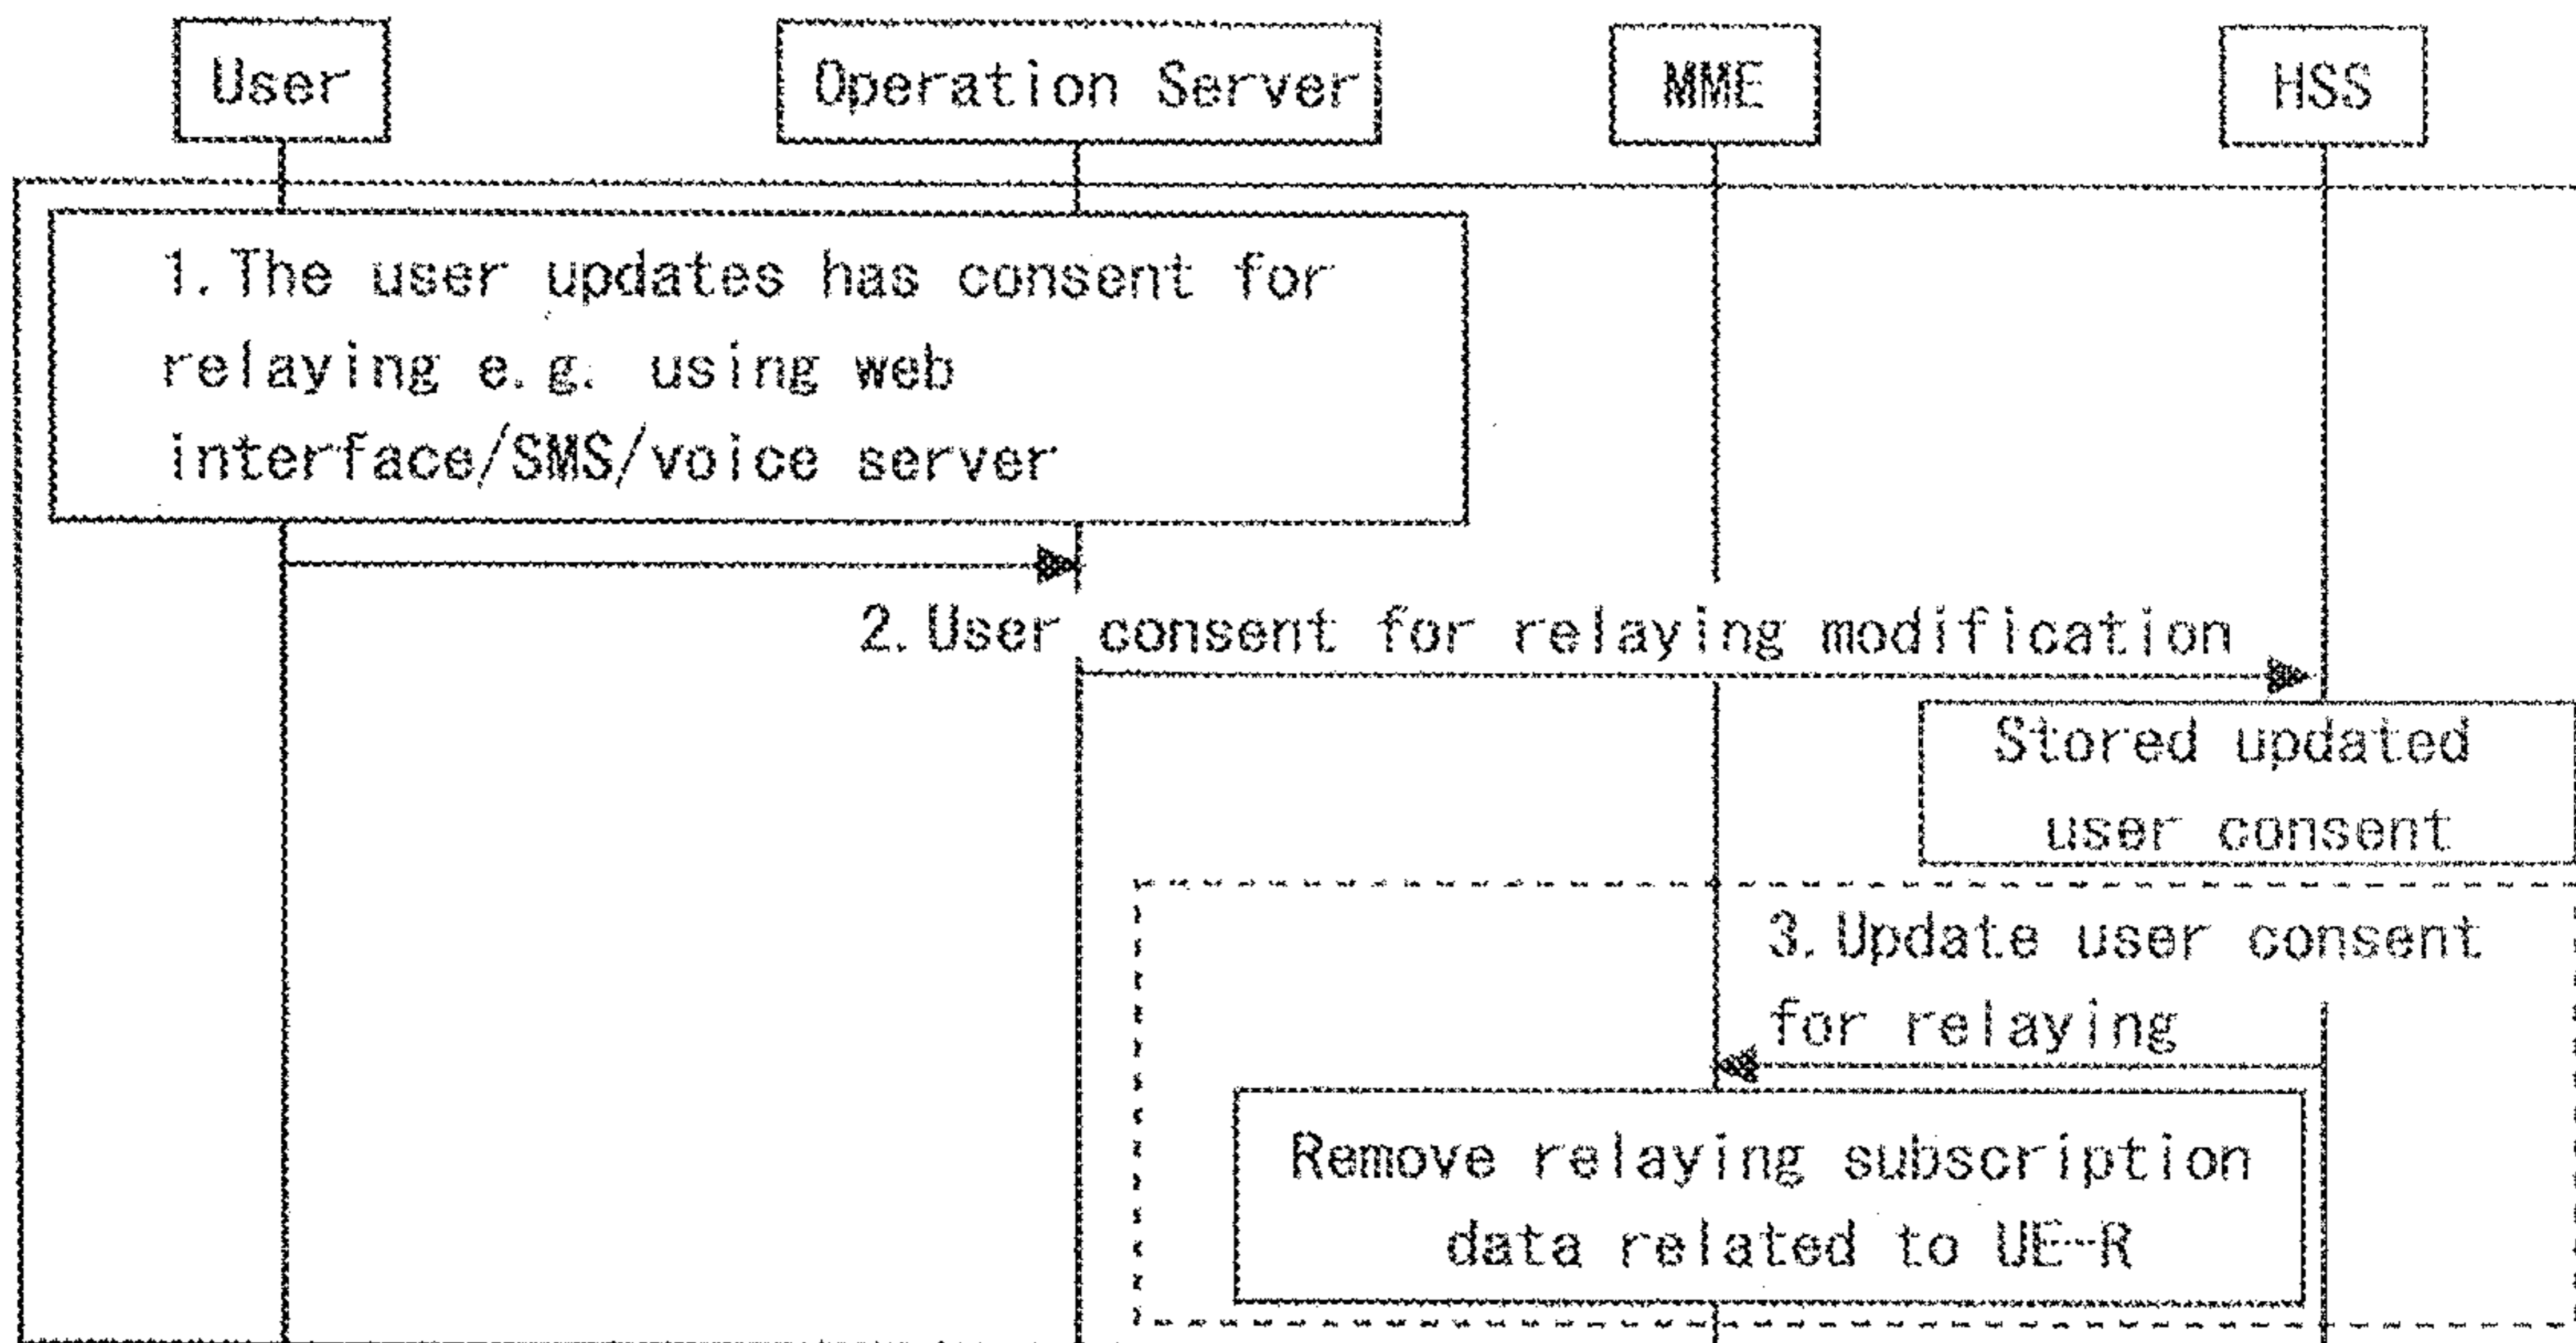 User
Operation Server
MME
HSS
1. The user updates has consent for
relaying e.g. using web
interface/SMS/voice server
2. User consent for relaying modification
Stored updated
user consent
3. Update user consent
for relaying
Remove relaying subscription
data related to UE-R